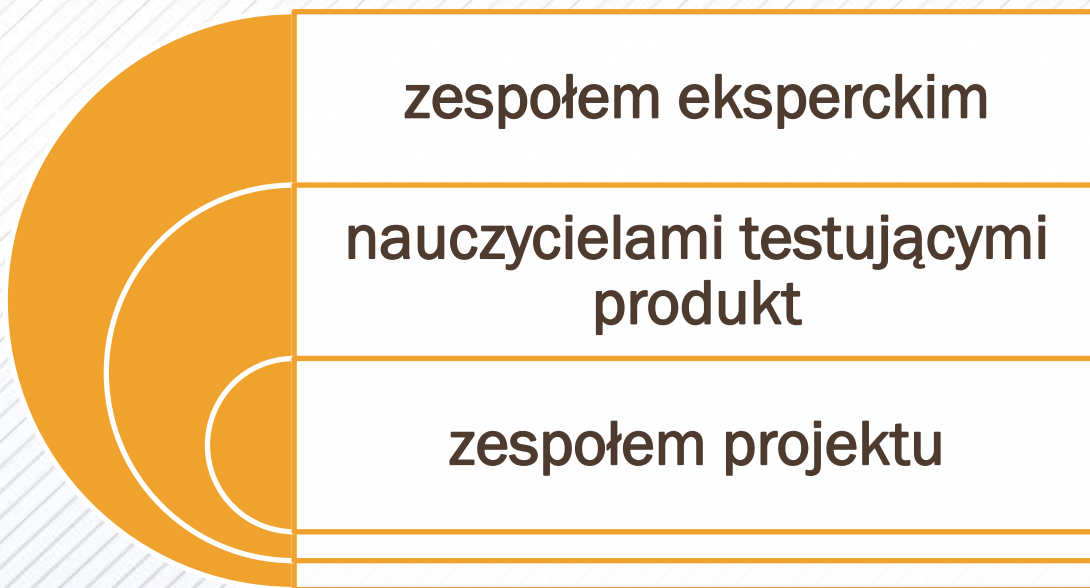 zespołem eksperckim
nauczycielami testującymi
produkt
zespołem projektu